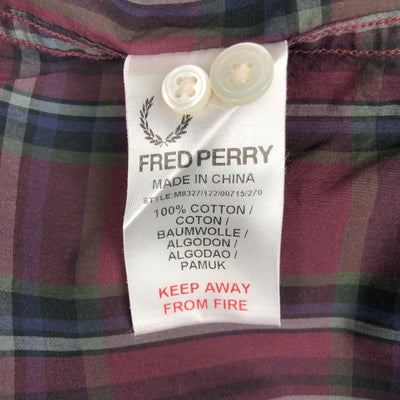 FRED PERRY
MADE IN CHINA
STYLE: M8327/122/00715/270
100% COTTON /
COTON /
BAUMWOLLE /
ALGODON /
ALGODAO /
PAMUK
KEEP AWAY
FROM FIRE